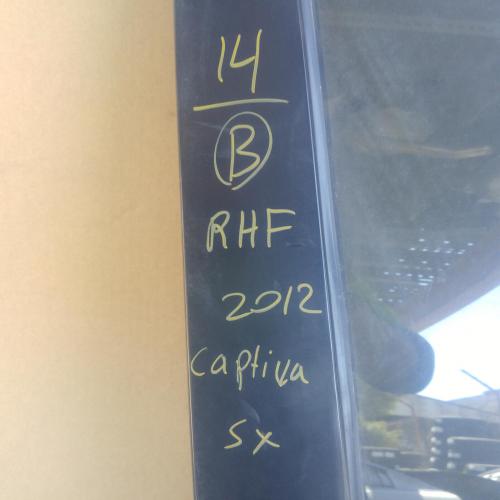 14
B
RHF
2012
Captiva
SX